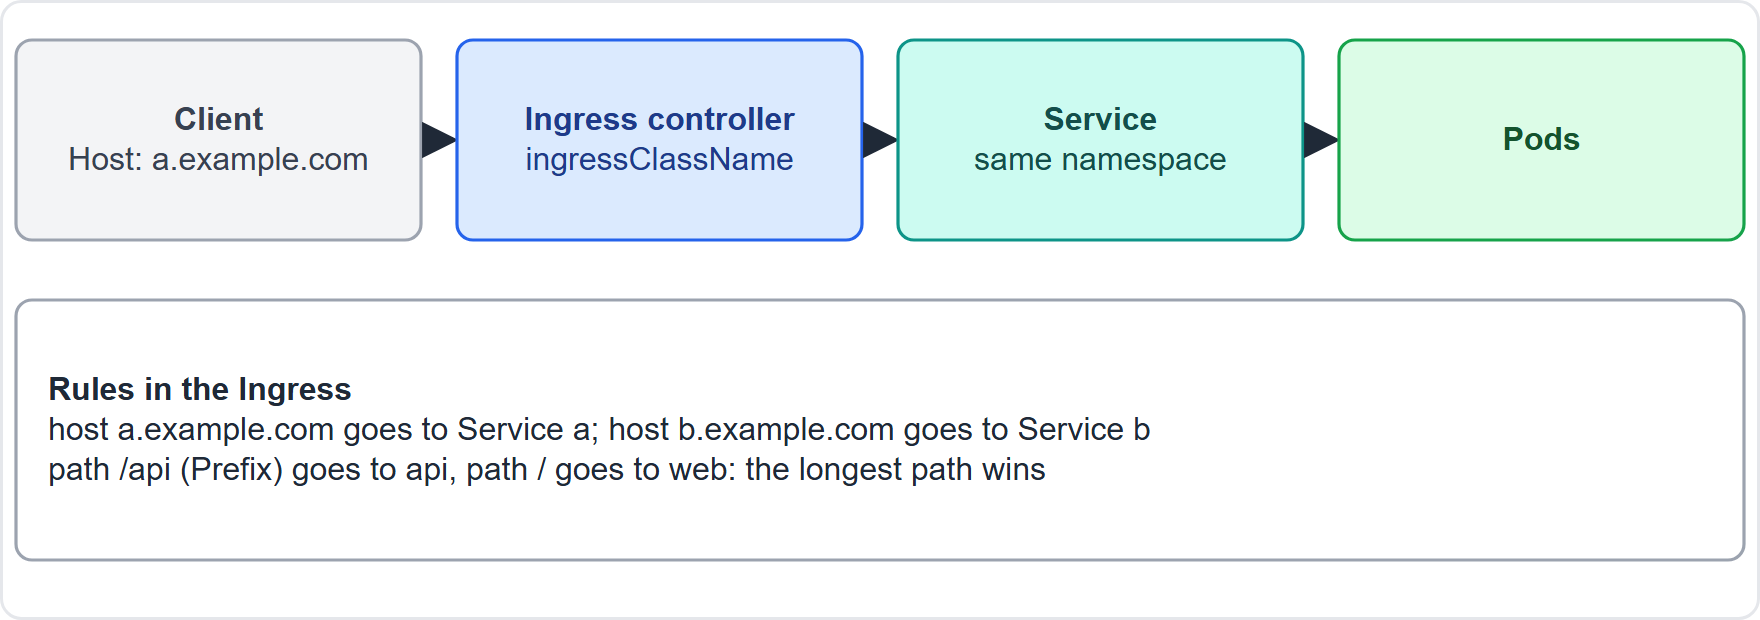 Client
Host: a.example.com
Ingress controller
ingressClassName
Service
same namespace
Pods
Rules in the Ingress
host a.example.com goes to Service a; host b.example.com goes to Service b
path /api (Prefix) goes to api, path / goes to web: the longest path wins